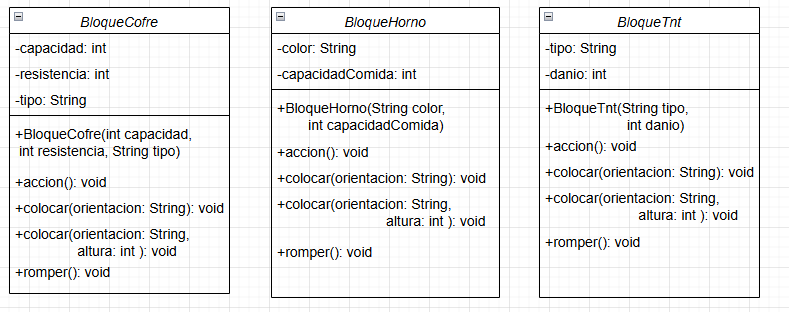 BloqueCofre
-capacidad: int
-resistencia: int
-tipo: String
+BloqueCofre(int capacidad,
int resistencia, String tipo)
+accion(): void
+colocar(orientacion: String): void
+colocar(orientacion: String,
altura: int ): void
+romper(): void
BloqueHorno
-color: String
-capacidadComida: int
+BloqueHorno(String color,
int capacidadComida)
+accion(): void
+colocar(orientacion: String): void
+colocar(orientacion: String,
altura: int ): void
+romper(): void
BloqueTnt
-tipo: String
-danio: int
+BloqueTnt(String tipo,
int danio)
+accion(): void
+colocar(orientacion: String): void
+colocar(orientacion: String,
altura: int ): void
+romper(): void